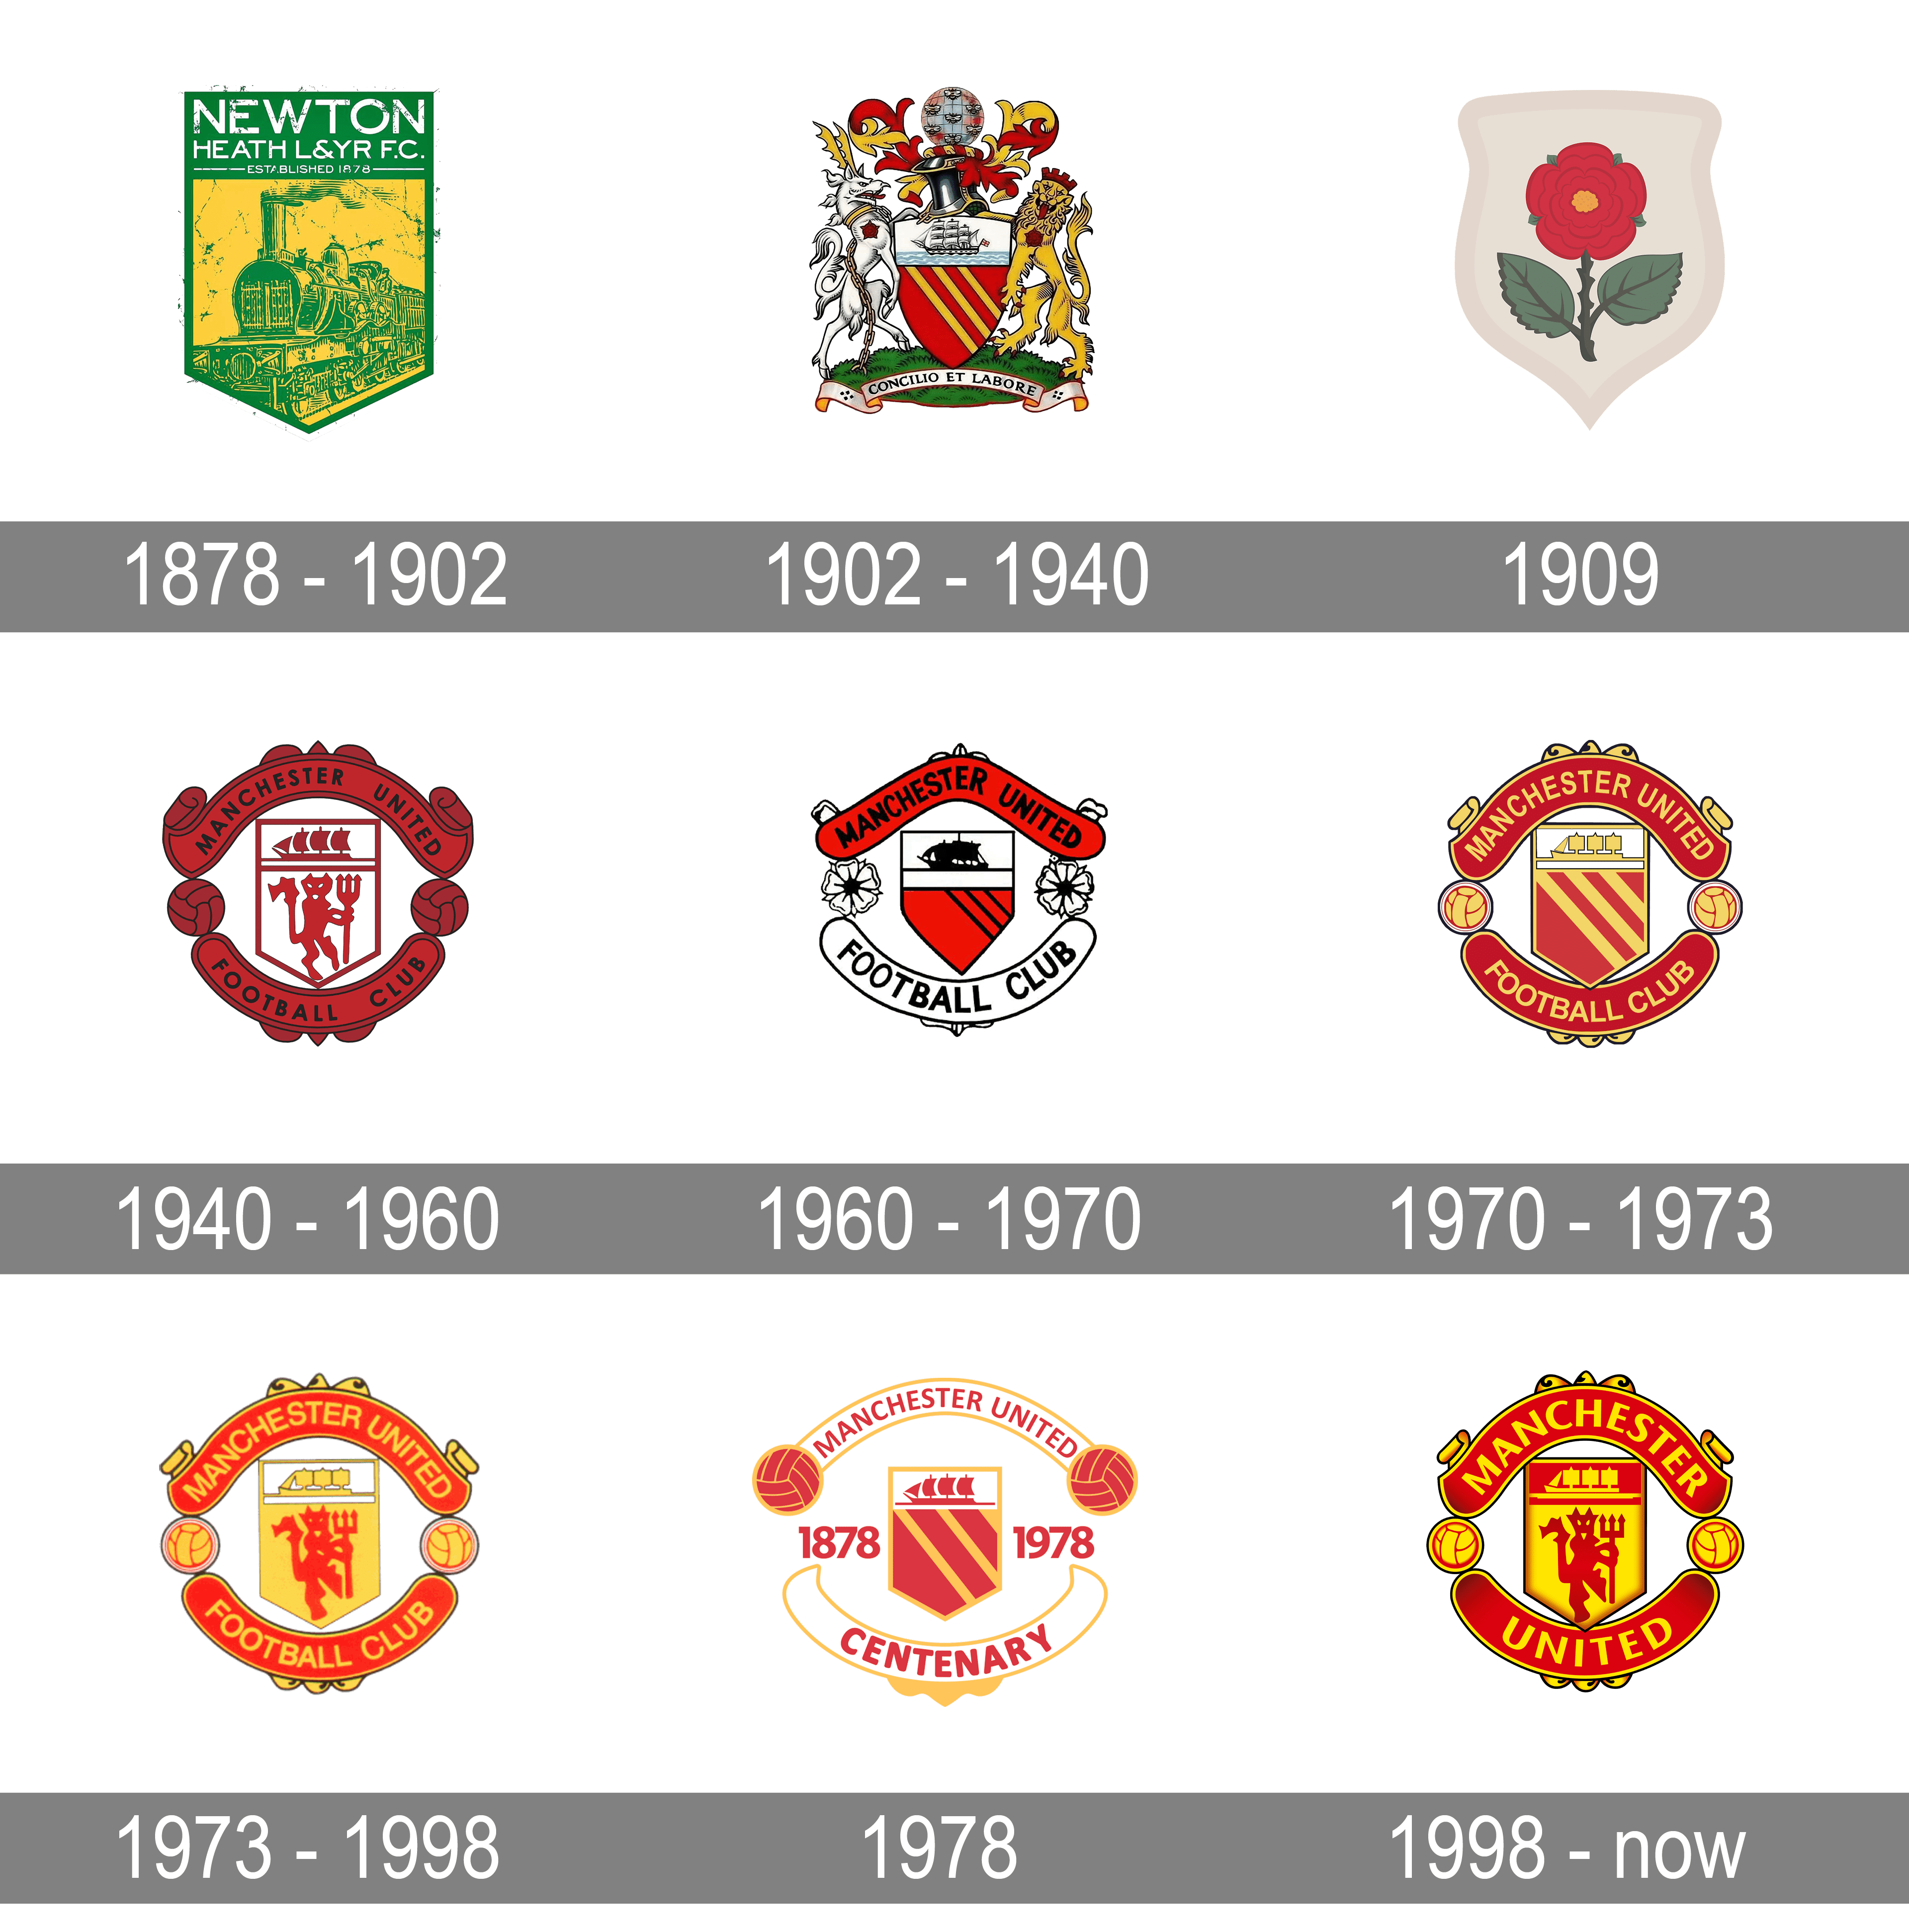 NEWTON
HEATH L&YR F.C.
ESTABLISHED 1878
CONCILIO ET LABORE
1878 - 1902
1902 - 1940
1909
MANCHESTER UNITED
FOOTBALL CLUB
MANCHESTER UNITED
FOOTBALL CLUB
MANCHESTER UNITED
FOOTBALL CLUB
1940 - 1960
1960 - 1970
1970 - 1973
MANCHESTER UNITED
FOOTBALL CLUB
MANCHESTER UNITED
1878 1978
CENTENARY
MANCHESTER
UNITED
1973 - 1998
1978
1998 - now